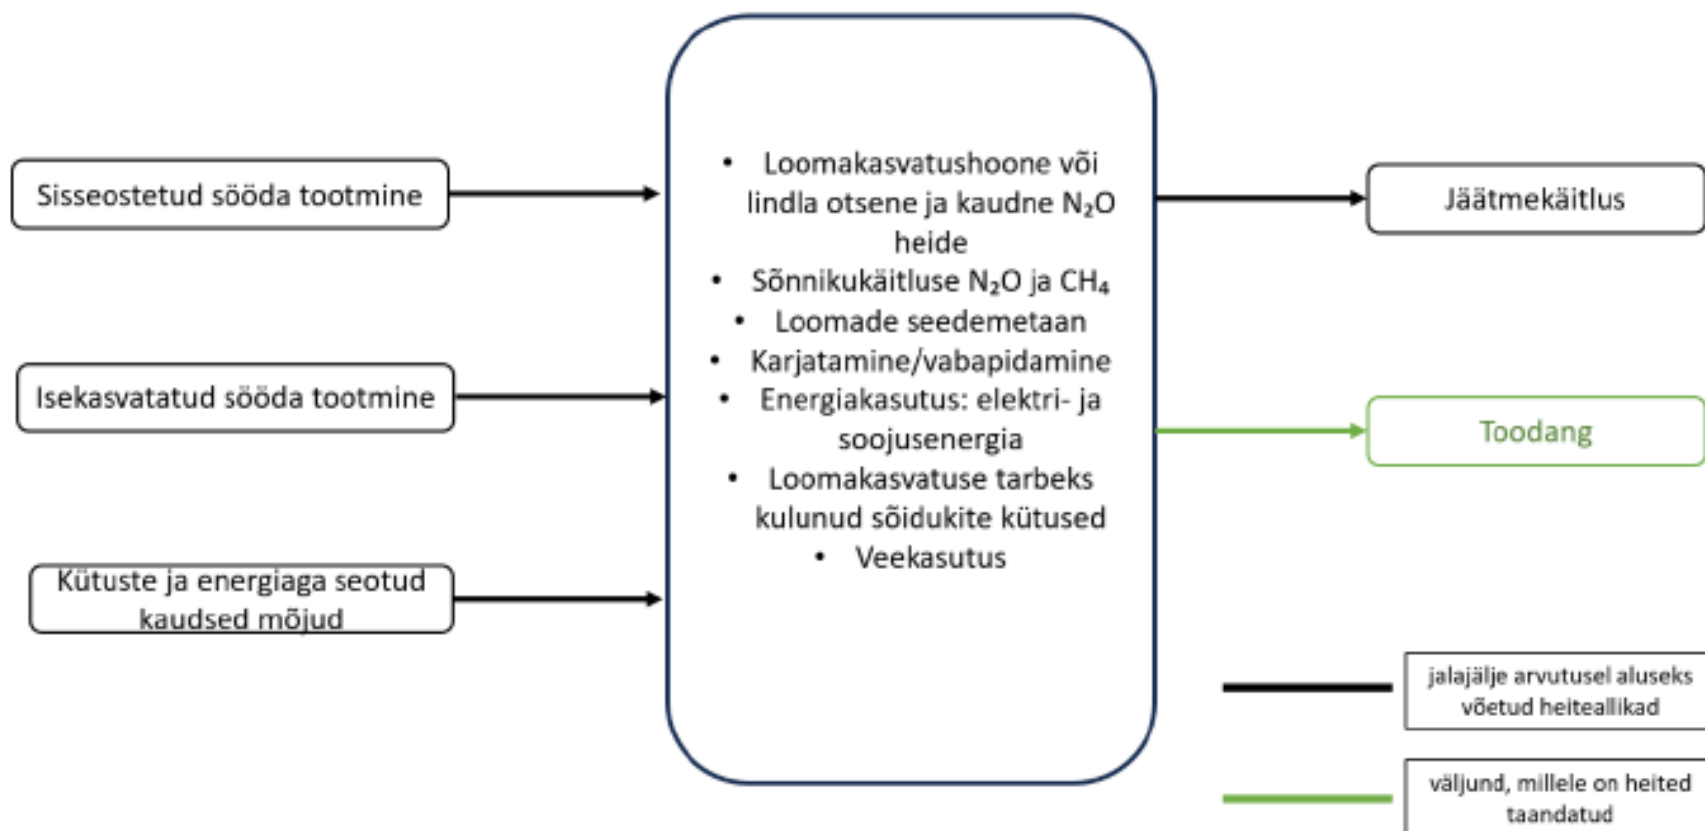 Sisseostetud sööda tootmine
Isekasvatatud sööda tootmine
Kütuste ja energiaga seotud
kaudsed mõjud
• Loomakasvatushoone või
lindla otsene ja kaudne N₂O
heide
• Sõnnikukäitluse N₂O ja CH₄
• Loomade seedemetaan
• Karjatamine/vabapidamine
• Energiakasutus: elektri- ja
soojusenergia
• Loomakasvatuse tarbeks
kulunud sõidukite kütused
• Veekasutus
Jäätmekäitlus
Toodang
jalajälje arvutusel aluseks
võetud heiteallikad
väljund, millele on heited
taandatud